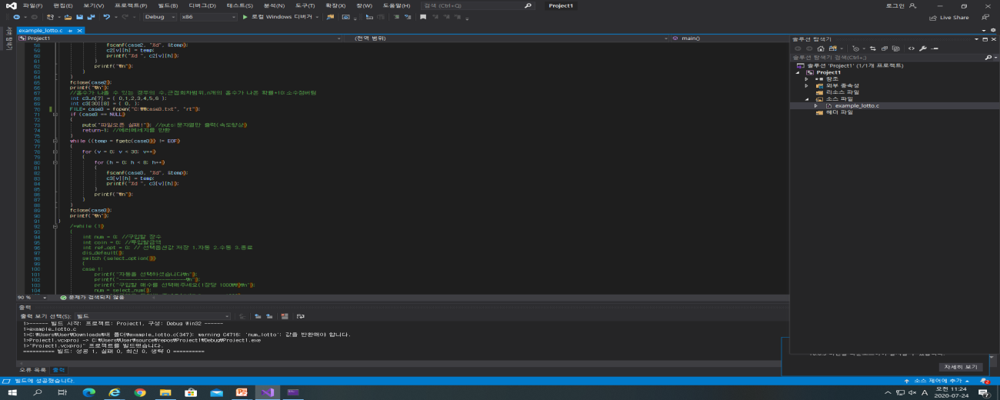 파일(F) 편집(E) 보기(V) 프로젝트(P) 빌드(B) 디버그(D) 테스트(S) 분석(N) 도구(T) 확장(X) 창(W) 도움말(H) 검색 (Ctrl+Q) Project1 로그인
Debug x86 로컬 Windows 디버거 Live Share
서버 탐색기
example_lotto.c
Project1 (전역 범위) main()
58 fscanf(case2, "%d", &temp);
59 c2[v][h] = temp;
60 printf("%d ", c2[v][h]);
61 }
62 printf("₩n");
63 }
64 }
65 fclose(case2);
66 printf("₩n");
67 //홀수가 나올 수 있는 경우의 수,근접회차범위,n개의 홀수가 나온 확률*10:소수점버림
68 int c3_n[7] = { 0,1,2,3,4,5,6 };
69 int c3[30][8] = { 0, };
70 FILE* case3 = fopen("C:₩₩case3.txt", "rt");
71 if (case3 == NULL)
72 {
73 puts("파일오픈 실패!"); //puts:문자열만 출력(속도향상)
74 return-1; //에러메세지를 반환
75 }
76 while ((temp = fgetc(case3)) != EOF)
77 {
78 for (v = 0; v < 30; v++)
79 {
80 for (h = 0; h < 8; h++)
81 {
82 fscanf(case3, "%d", &temp);
83 c3[v][h] = temp;
84 printf("%d ", c3[v][h]);
85 }
86 printf("₩n");
87 }
88 }
89 fclose(case3);
90 printf("₩n");
91 }
92 /*while (1)
93 {
94 int num = 0; //구입할 장수
95 int coin = 0; //투입할금액
96 int ref_opt = 0; // 선택옵션값 저장 1.자동 2.수동 3.종료
97 dis_default();
98 switch (select_option())
99 {
100 case 1:
101 printf("자동을 선택하셨습니다₩n");
103 printf("구입할 매수를 선택해주세요(1장당 1000₩)₩n");
104 num = select_num();
90 % 문제가 검색되지 않음
출력
출력 보기 선택(S): 빌드
1>------ 빌드 시작: 프로젝트: Project1, 구성: Debug Win32 ------
1>example_lotto.c
1>C:₩Users₩User₩Downloads₩새 폴더₩example_lotto.c(347): warning C4716: 'num_lotto': 값을 반환해야 합니다.
1>Project1.vcxproj -> C:₩Users₩User₩source₩repos₩Project1₩Debug₩Project1.exe
1>"Project1.vcxproj" 프로젝트를 빌드했습니다.
========== 빌드: 성공 1, 실패 0, 최신 0, 생략 0 ==========
오류 목록 출력
솔루션 탐색기
솔루션 탐색기 검색(Ctrl+;)
솔루션 'Project1' (1/1개 프로젝트)
Project1
참조
외부 종속성
리소스 파일
소스 파일
example_lotto.c
헤더 파일
자세히 보기
빌드에 성공했습니다. 소스 제어에 추가 2
A 오전 11:24
2020-07-24 7